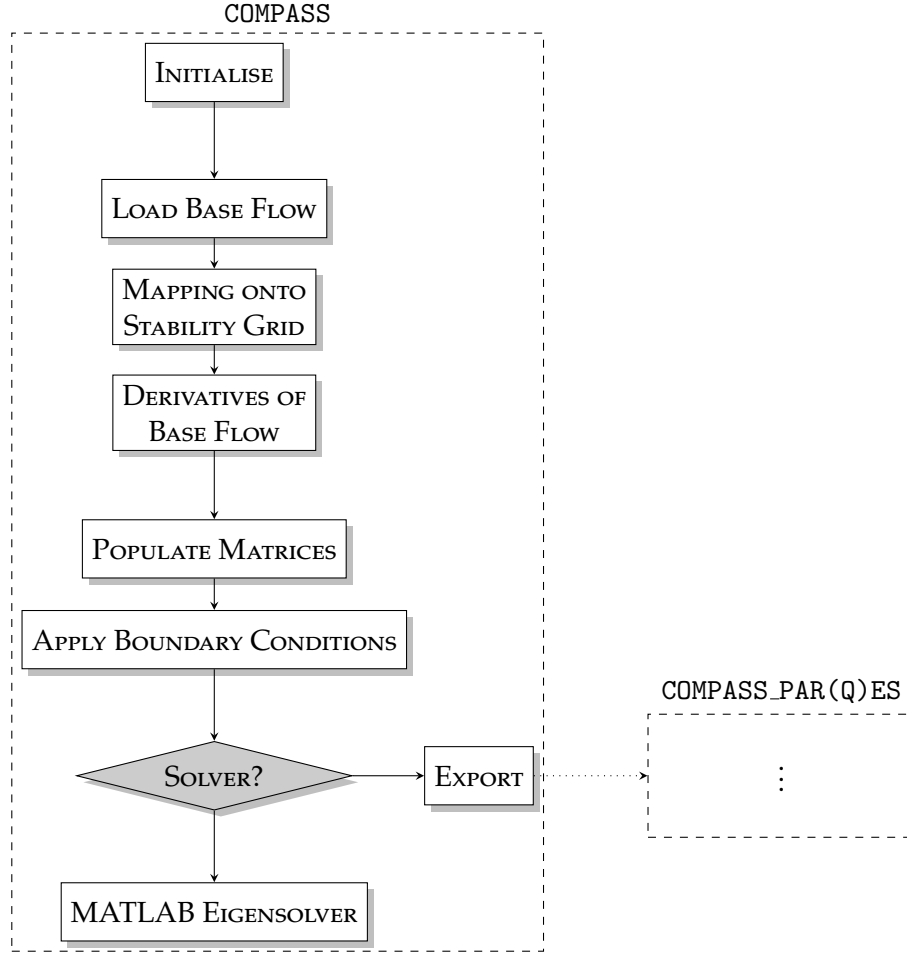 COMPASS
INITIALISE
LOAD BASE FLOW
MAPPING ONTO
STABILITY GRID
DERIVATIVES OF
BASE FLOW
POPULATE MATRICES
APPLY BOUNDARY CONDITIONS
COMPASS_PAR(Q)ES
SOLVER?
EXPORT
⋮
MATLAB EIGENSOLVER